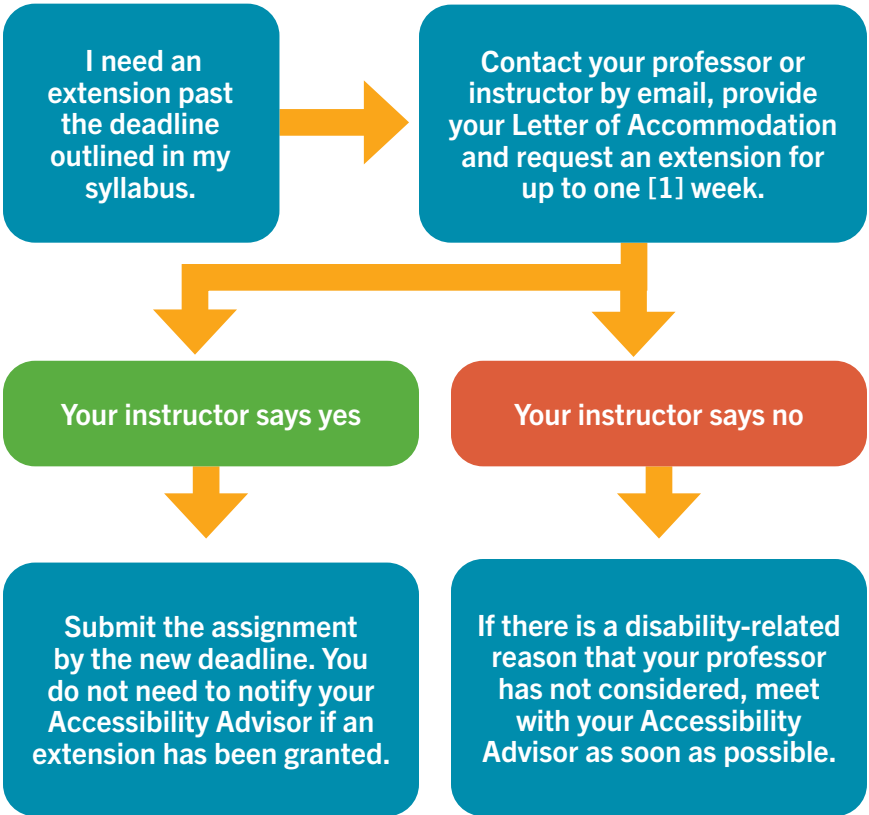 I need an
extension past
the deadline
outlined in my
syllabus.
Contact your professor or
instructor by email, provide
your Letter of Accommodation
and request an extension for
up to one [1] week.
Your instructor says yes
Your instructor says no
Submit the assignment
by the new deadline. You
do not need to notify your
Accessibility Advisor if an
extension has been granted.
If there is a disability-related
reason that your professor
has not considered, meet
with your Accessibility
Advisor as soon as possible.